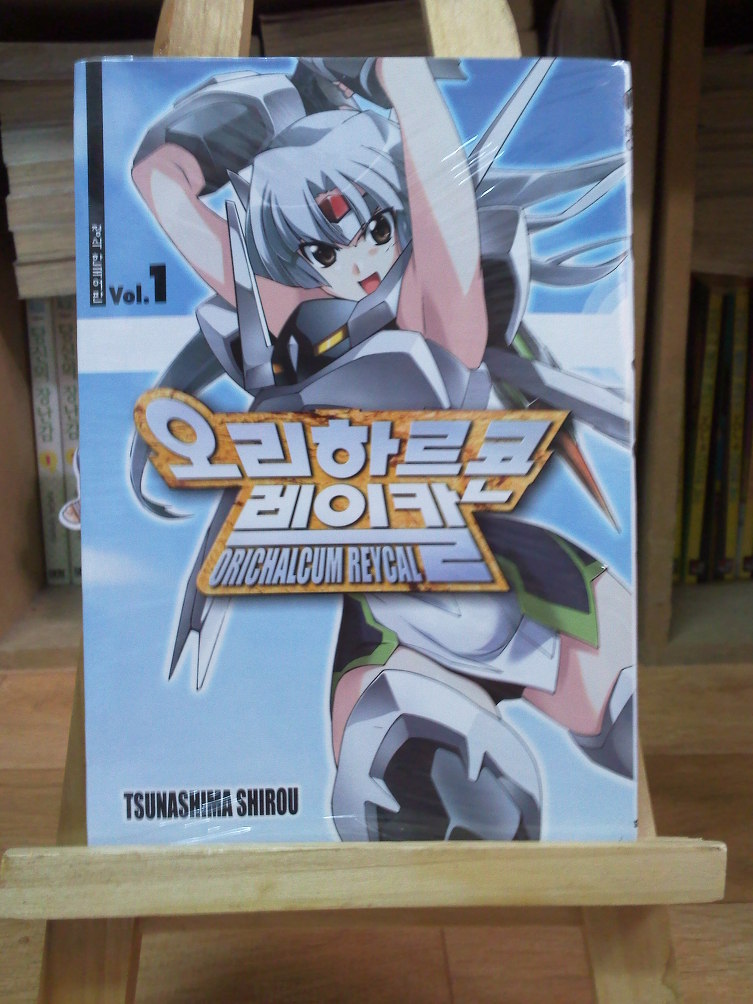 Vol.1
오리하르콘
레이칼
ORICHALCUM REYCAL
TSUNASHIMA SHIROU